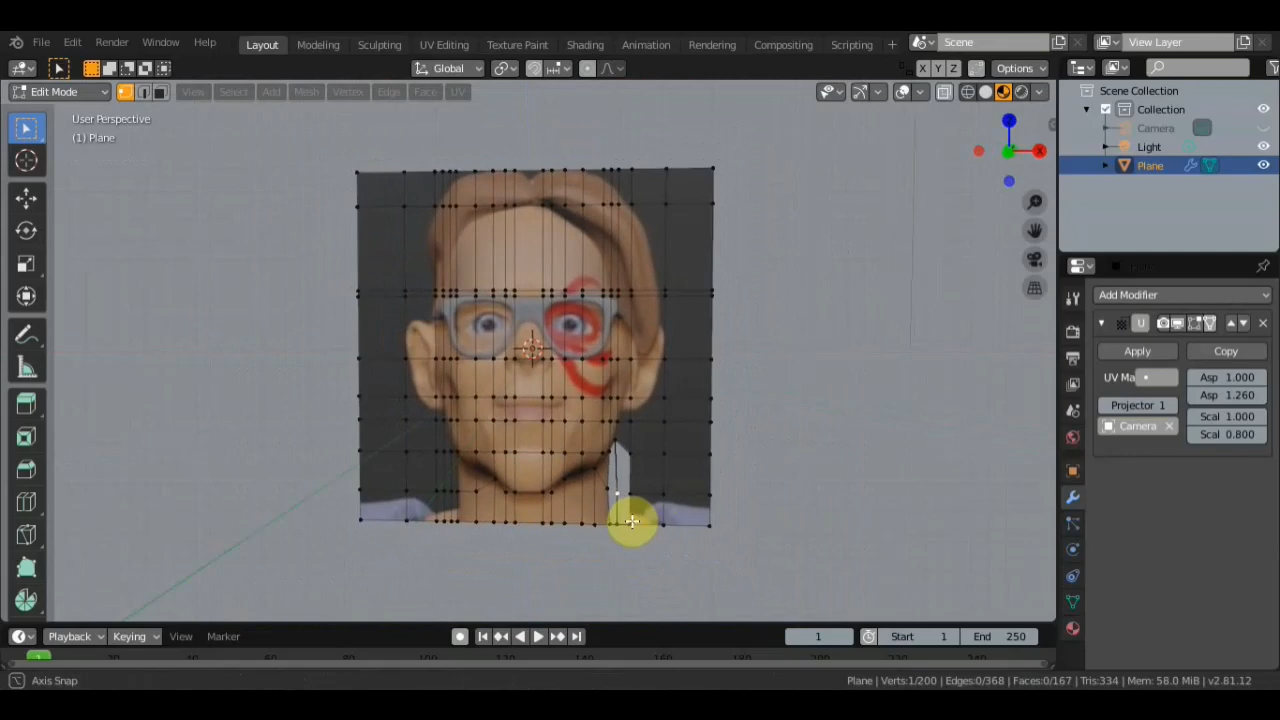 File Edit Render Window Help Layout Modeling Sculpting UV Editing Texture Paint Shading Animation Rendering Compositing Scripting + Scene View Layer
Global X Y Z Options
Edit Mode View Select Add Mesh Vertex Edge Face UV
User Perspective
(1) Plane
Z
X
Scene Collection
Collection
Camera
Light
Plane
Add Modifier
U
Apply Copy
UV Ma Asp 1.000
Asp 1.260
Projector 1 Scal 1.000
Camera Scal 0.800
Playback Keying View Marker 1 Start 1 End 250
1
Axis Snap Plane | Verts:1/200 | Edges:0/368 | Faces:0/167 | Tris:334 | Mem: 58.0 MiB | v2.81.12